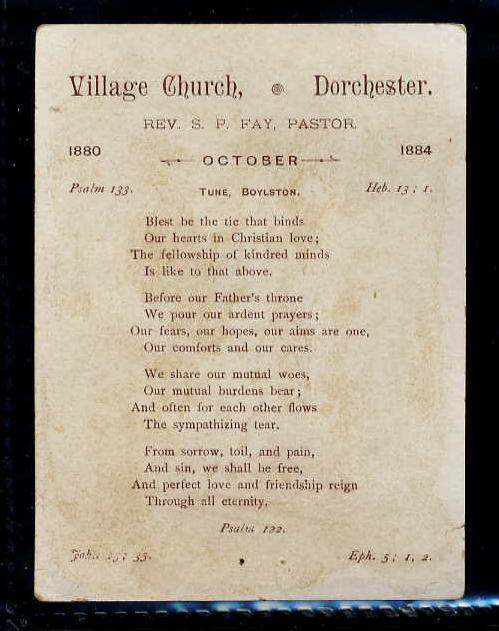 Village Church, Dorchester.
REV. S. P. FAY, PASTOR.
1880 OCTOBER 1884
Psalm 133. TUNE, BOYLSTON. Heb. 13 ; 1.
Blest be the tie that binds
Our hearts in Christian love;
The fellowship of kindred minds
Is like to that above.
Before our Father's throne
We pour our ardent prayers;
Our fears, our hopes, our aims are one,
Our comforts and our cares.
We share our mutual woes,
Our mutual burdens bear;
And often for each other flows
The sympathizing tear.
From sorrow, toil, and pain,
And sin, we shall be free,
And perfect love and friendship reign
Through all eternity.
Psalm 122.
John 35. Eph. 5; 1, 2.